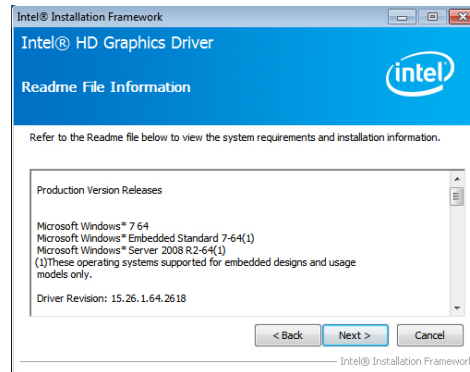 Intel® Installation Framework
Intel® HD Graphics Driver
intel
Readme File Information
Refer to the Readme file below to view the system requirements and installation information.
Production Version Releases
Microsoft Windows* 7 64
Microsoft Windows* Embedded Standard 7-64(1)
Microsoft Windows* Server 2008 R2-64(1)
(1)These operating systems supported for embedded designs and usage
models only.
Driver Revision: 15.26.1.64.2618
< Back Next > Cancel
Intel® Installation Framework